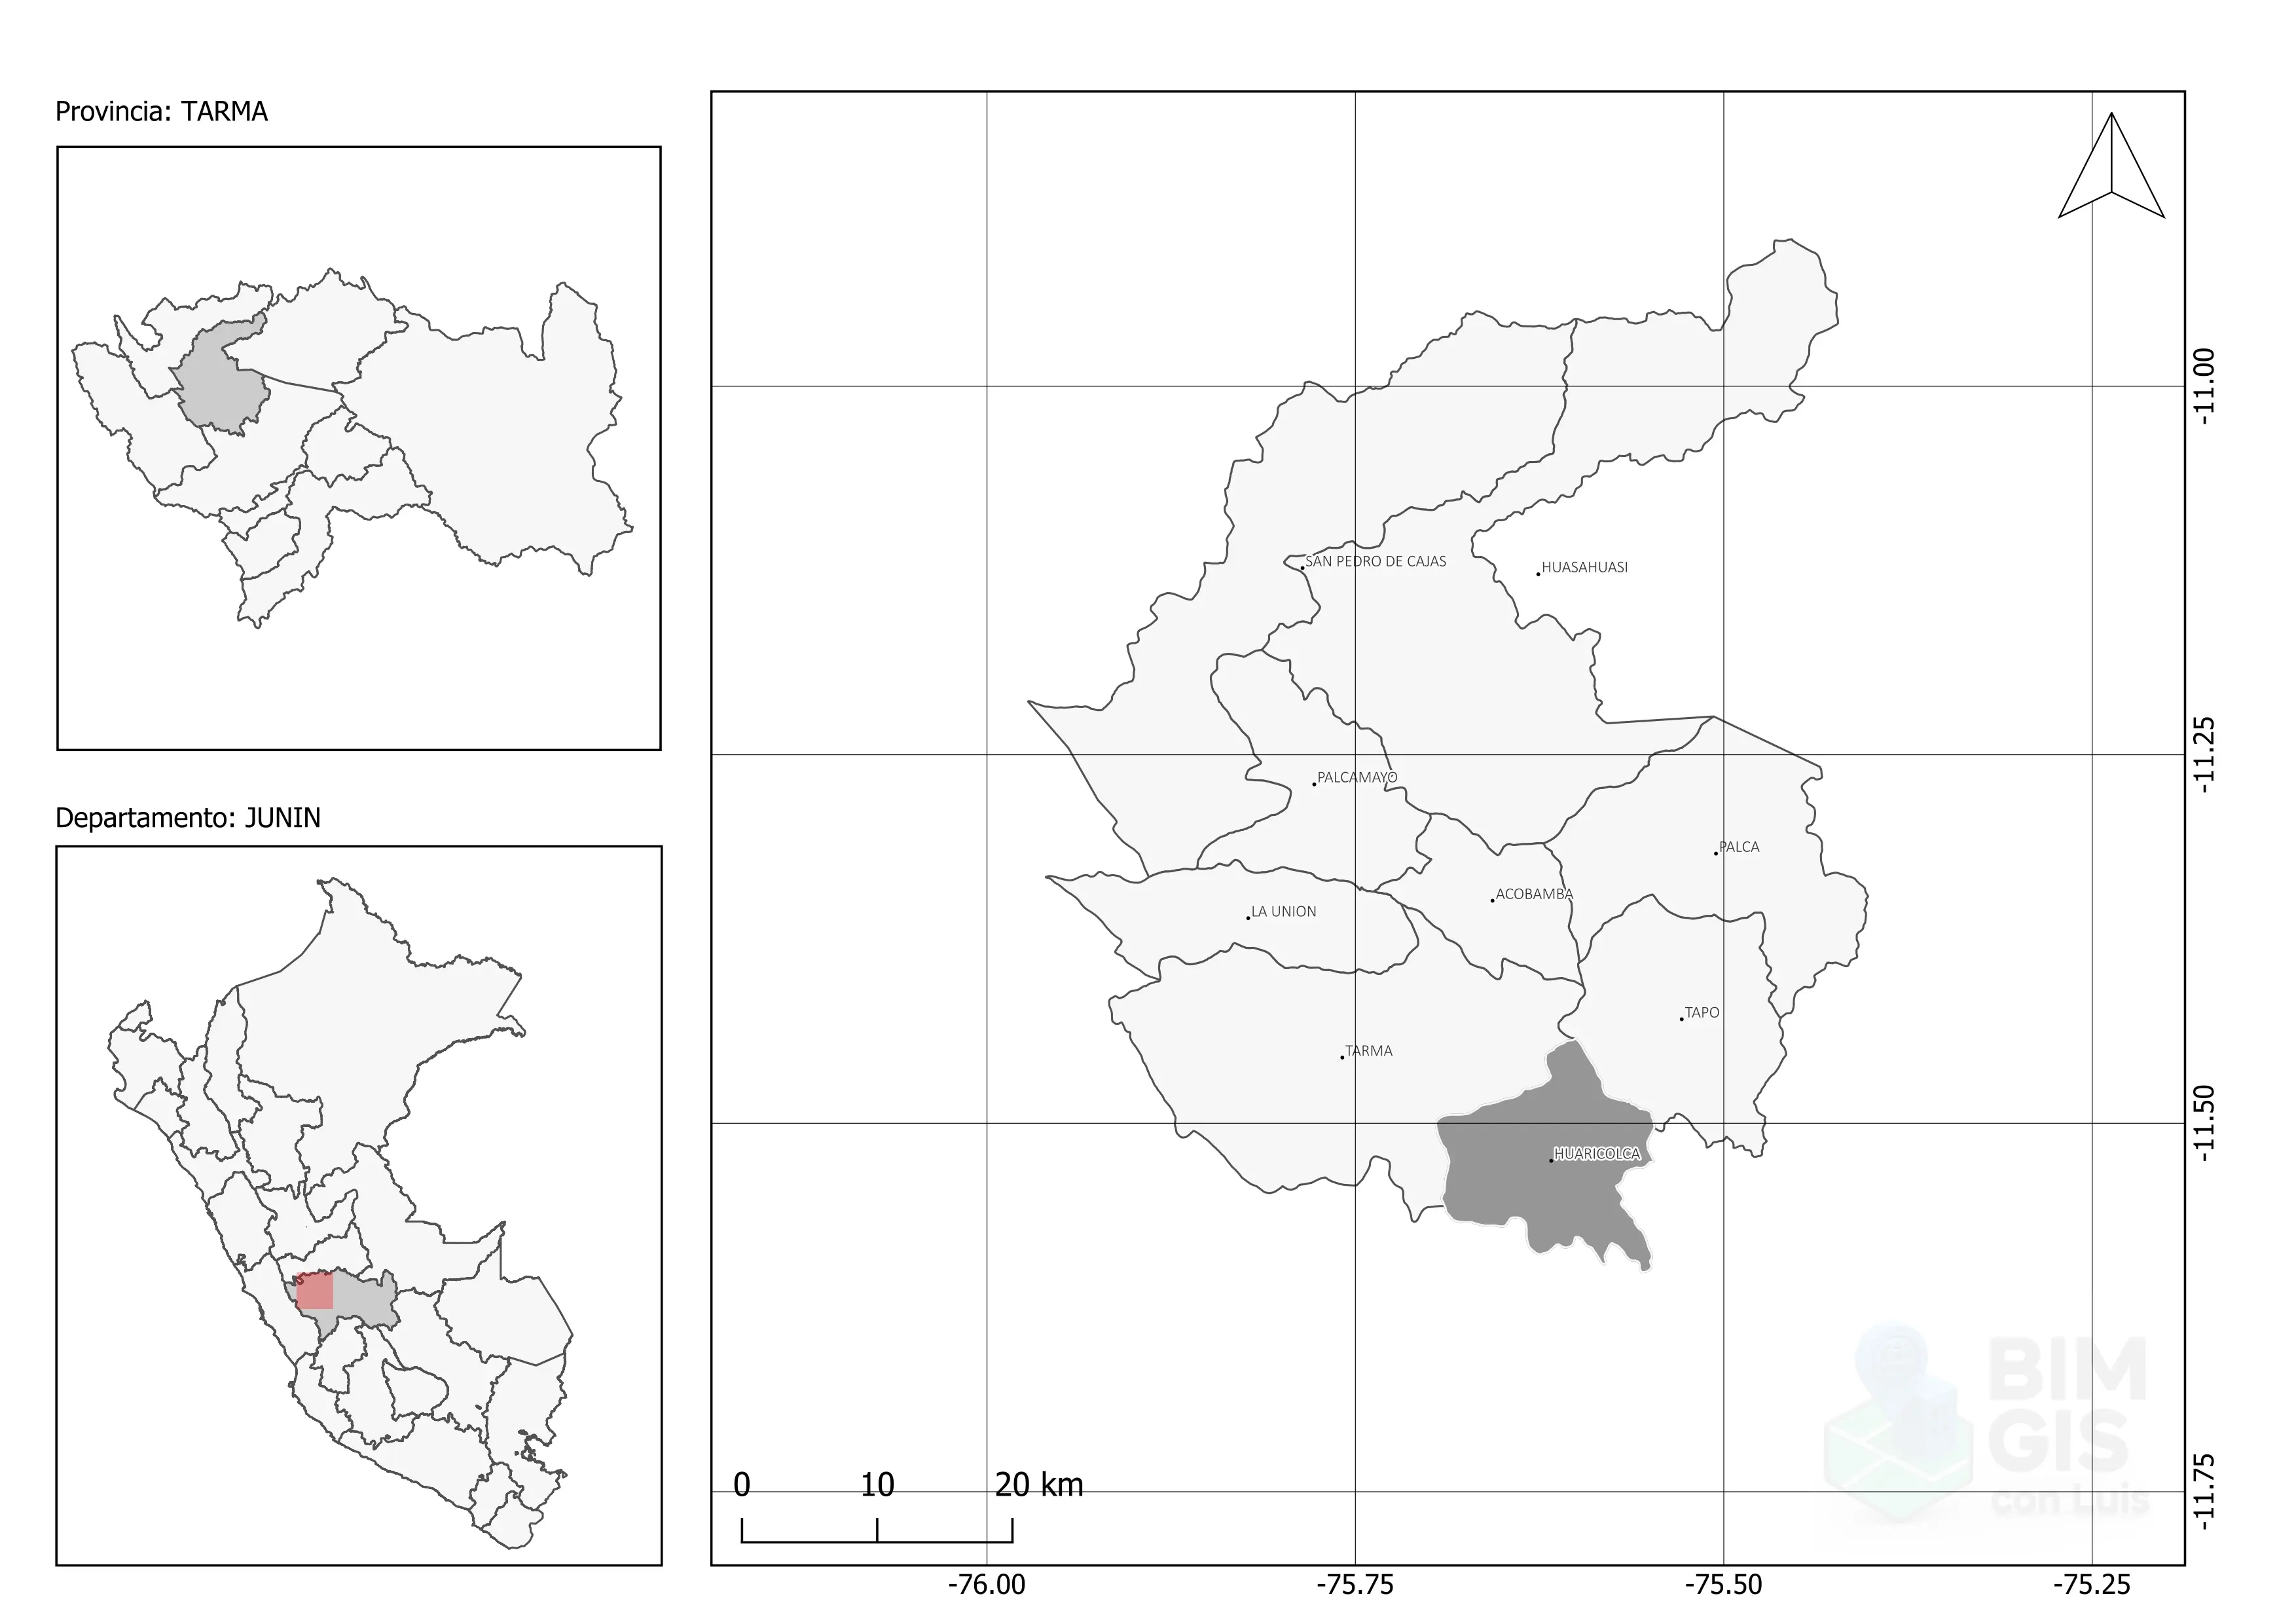 Provincia: TARMA
Departamento: JUNIN
SAN PEDRO DE CAJAS
HUASAHUASI
PALCAMAYO
PALCA
ACOBAMBA
LA UNION
TAPO
TARMA
HUARICOLCA
-11.00
-11.25
-11.50
-11.75
0 10 20 km
-76.00 -75.75 -75.50 -75.25
BIM
GIS
con Luis